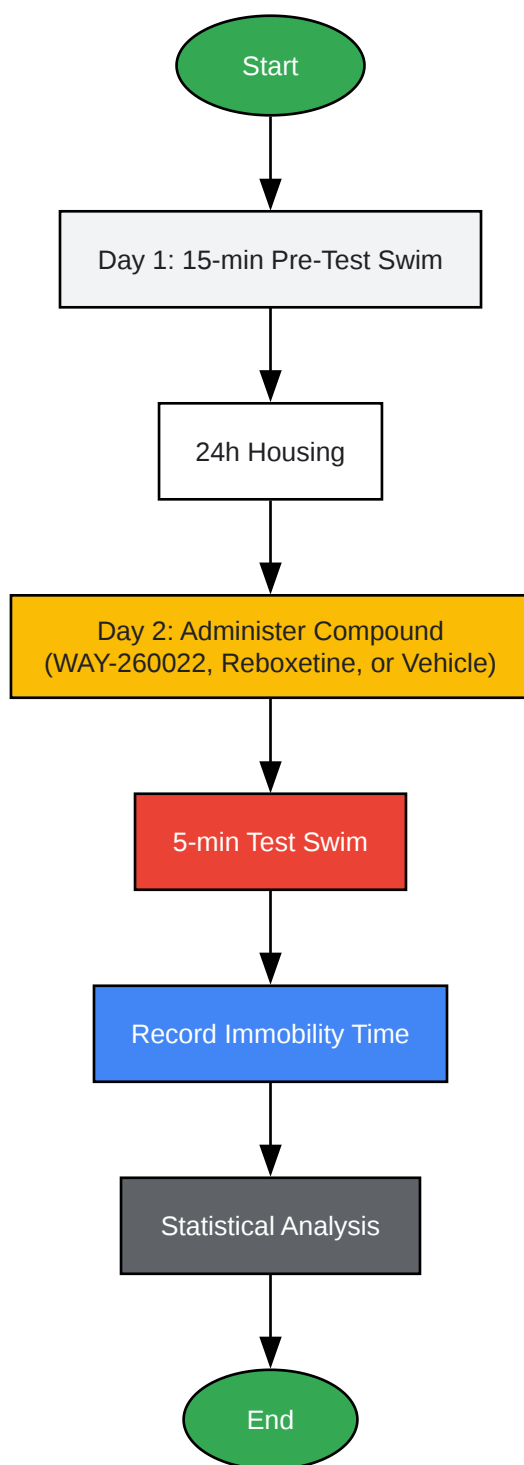 Start
Day 1: 15-min Pre-Test Swim
24h Housing
Day 2: Administer Compound
(WAY-260022, Reboxetine, or Vehicle)
5-min Test Swim
Record Immobility Time
Statistical Analysis
End